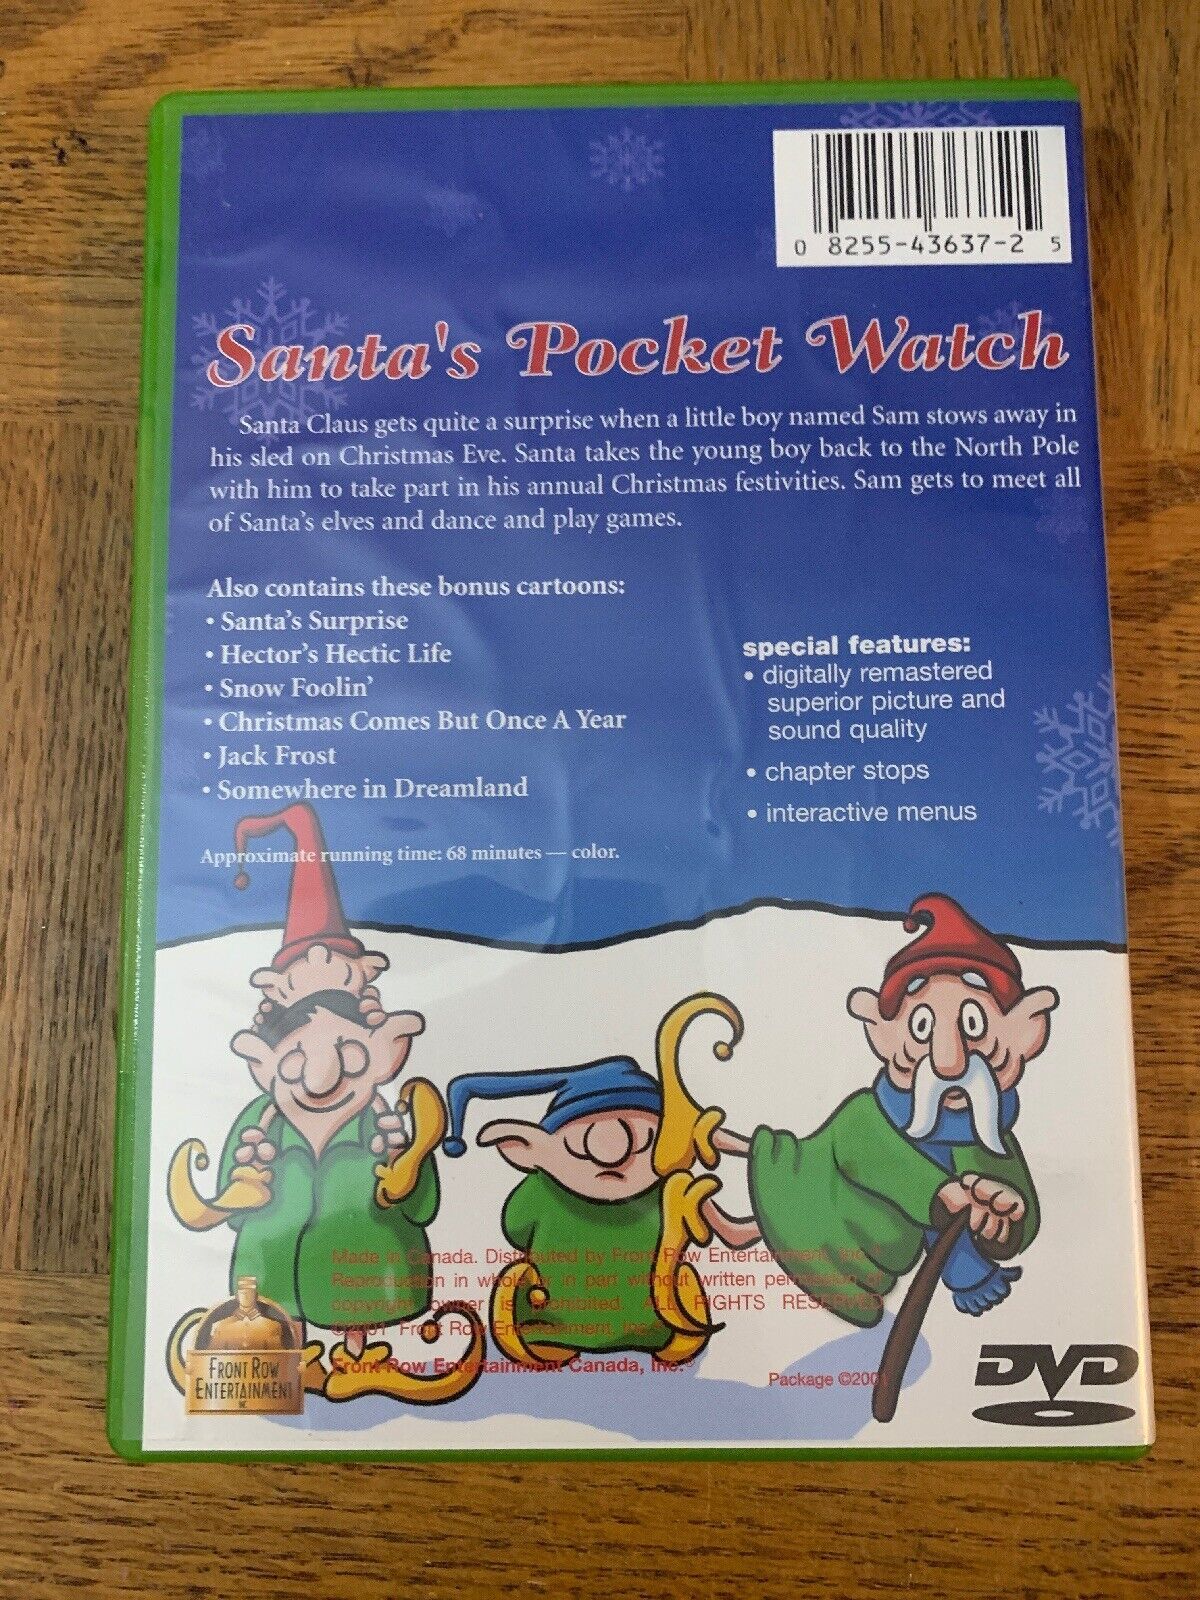 0 8255-43637-2 5
Santa's Pocket Watch
Santa Claus gets quite a surprise when a little boy named Sam stows away in
his sled on Christmas Eve. Santa takes the young boy back to the North Pole
with him to take part in his annual Christmas festivities. Sam gets to meet all
of Santa's elves and dance and play games.
Also contains these bonus cartoons:
• Santa's Surprise
• Hector's Hectic Life
• Snow Foolin'
• Christmas Comes But Once A Year
• Jack Frost
• Somewhere in Dreamland
Approximate running time: 68 minutes — color.
special features:
• digitally remastered
superior picture and
sound quality
• chapter stops
• interactive menus
Made in Canada. Distributed by Front Row Entertainment, Inc.
Reproduction in whole or in part without written permission of
copyright owner is prohibited. ALL RIGHTS RESERVED
©2001 Front Row Entertainment, Inc.
Front Row Entertainment Canada, Inc.®
Package ©2001
FRONT ROW
ENTERTAINMENT
INC.
DVD